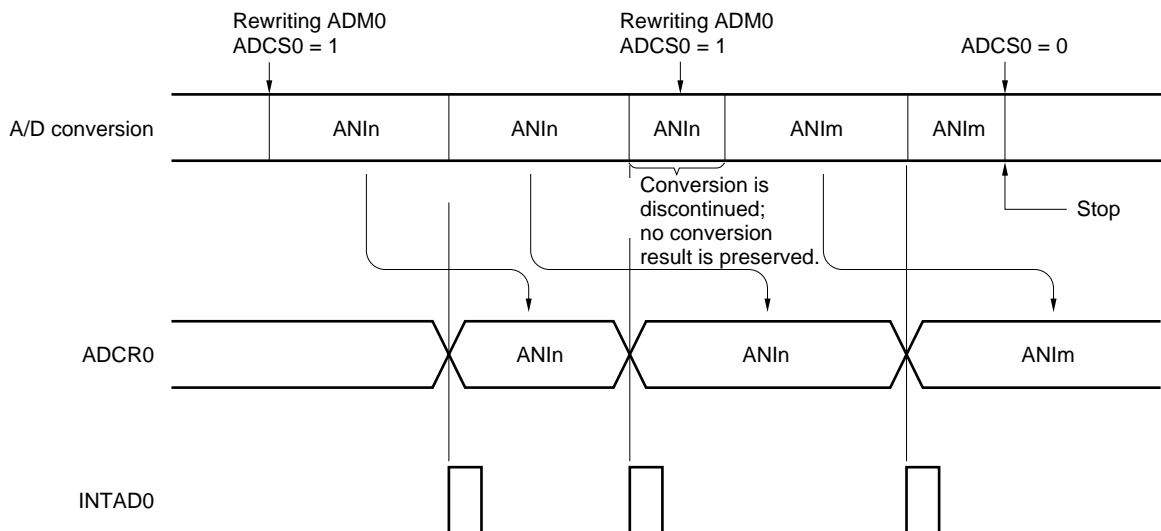 Rewriting ADM0
ADCS0 = 1
Rewriting ADM0
ADCS0 = 1
ADCS0 = 0
A/D conversion
ANIn
ANIn
ANIn
ANIm
ANIm
Conversion is
discontinued;
no conversion
result is preserved.
Stop
ADCR0
ANIn
ANIn
ANIm
INTAD0